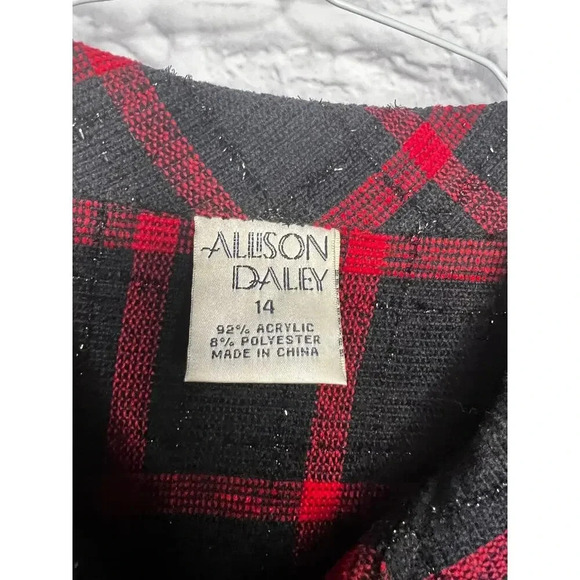 ALLISON
DALEY
14
92% ACRYLIC
8% POLYESTER
MADE IN CHINA